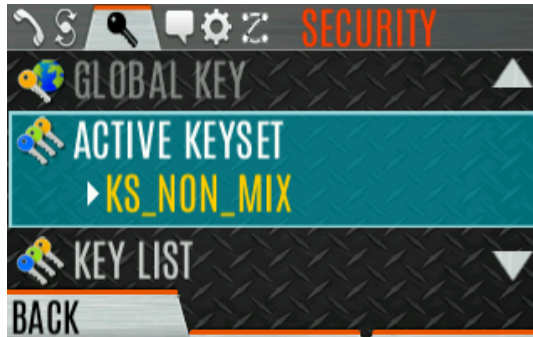 SECURITY
GLOBAL KEY
ACTIVE KEYSET
KS_NON_MIX
KEY LIST
BACK